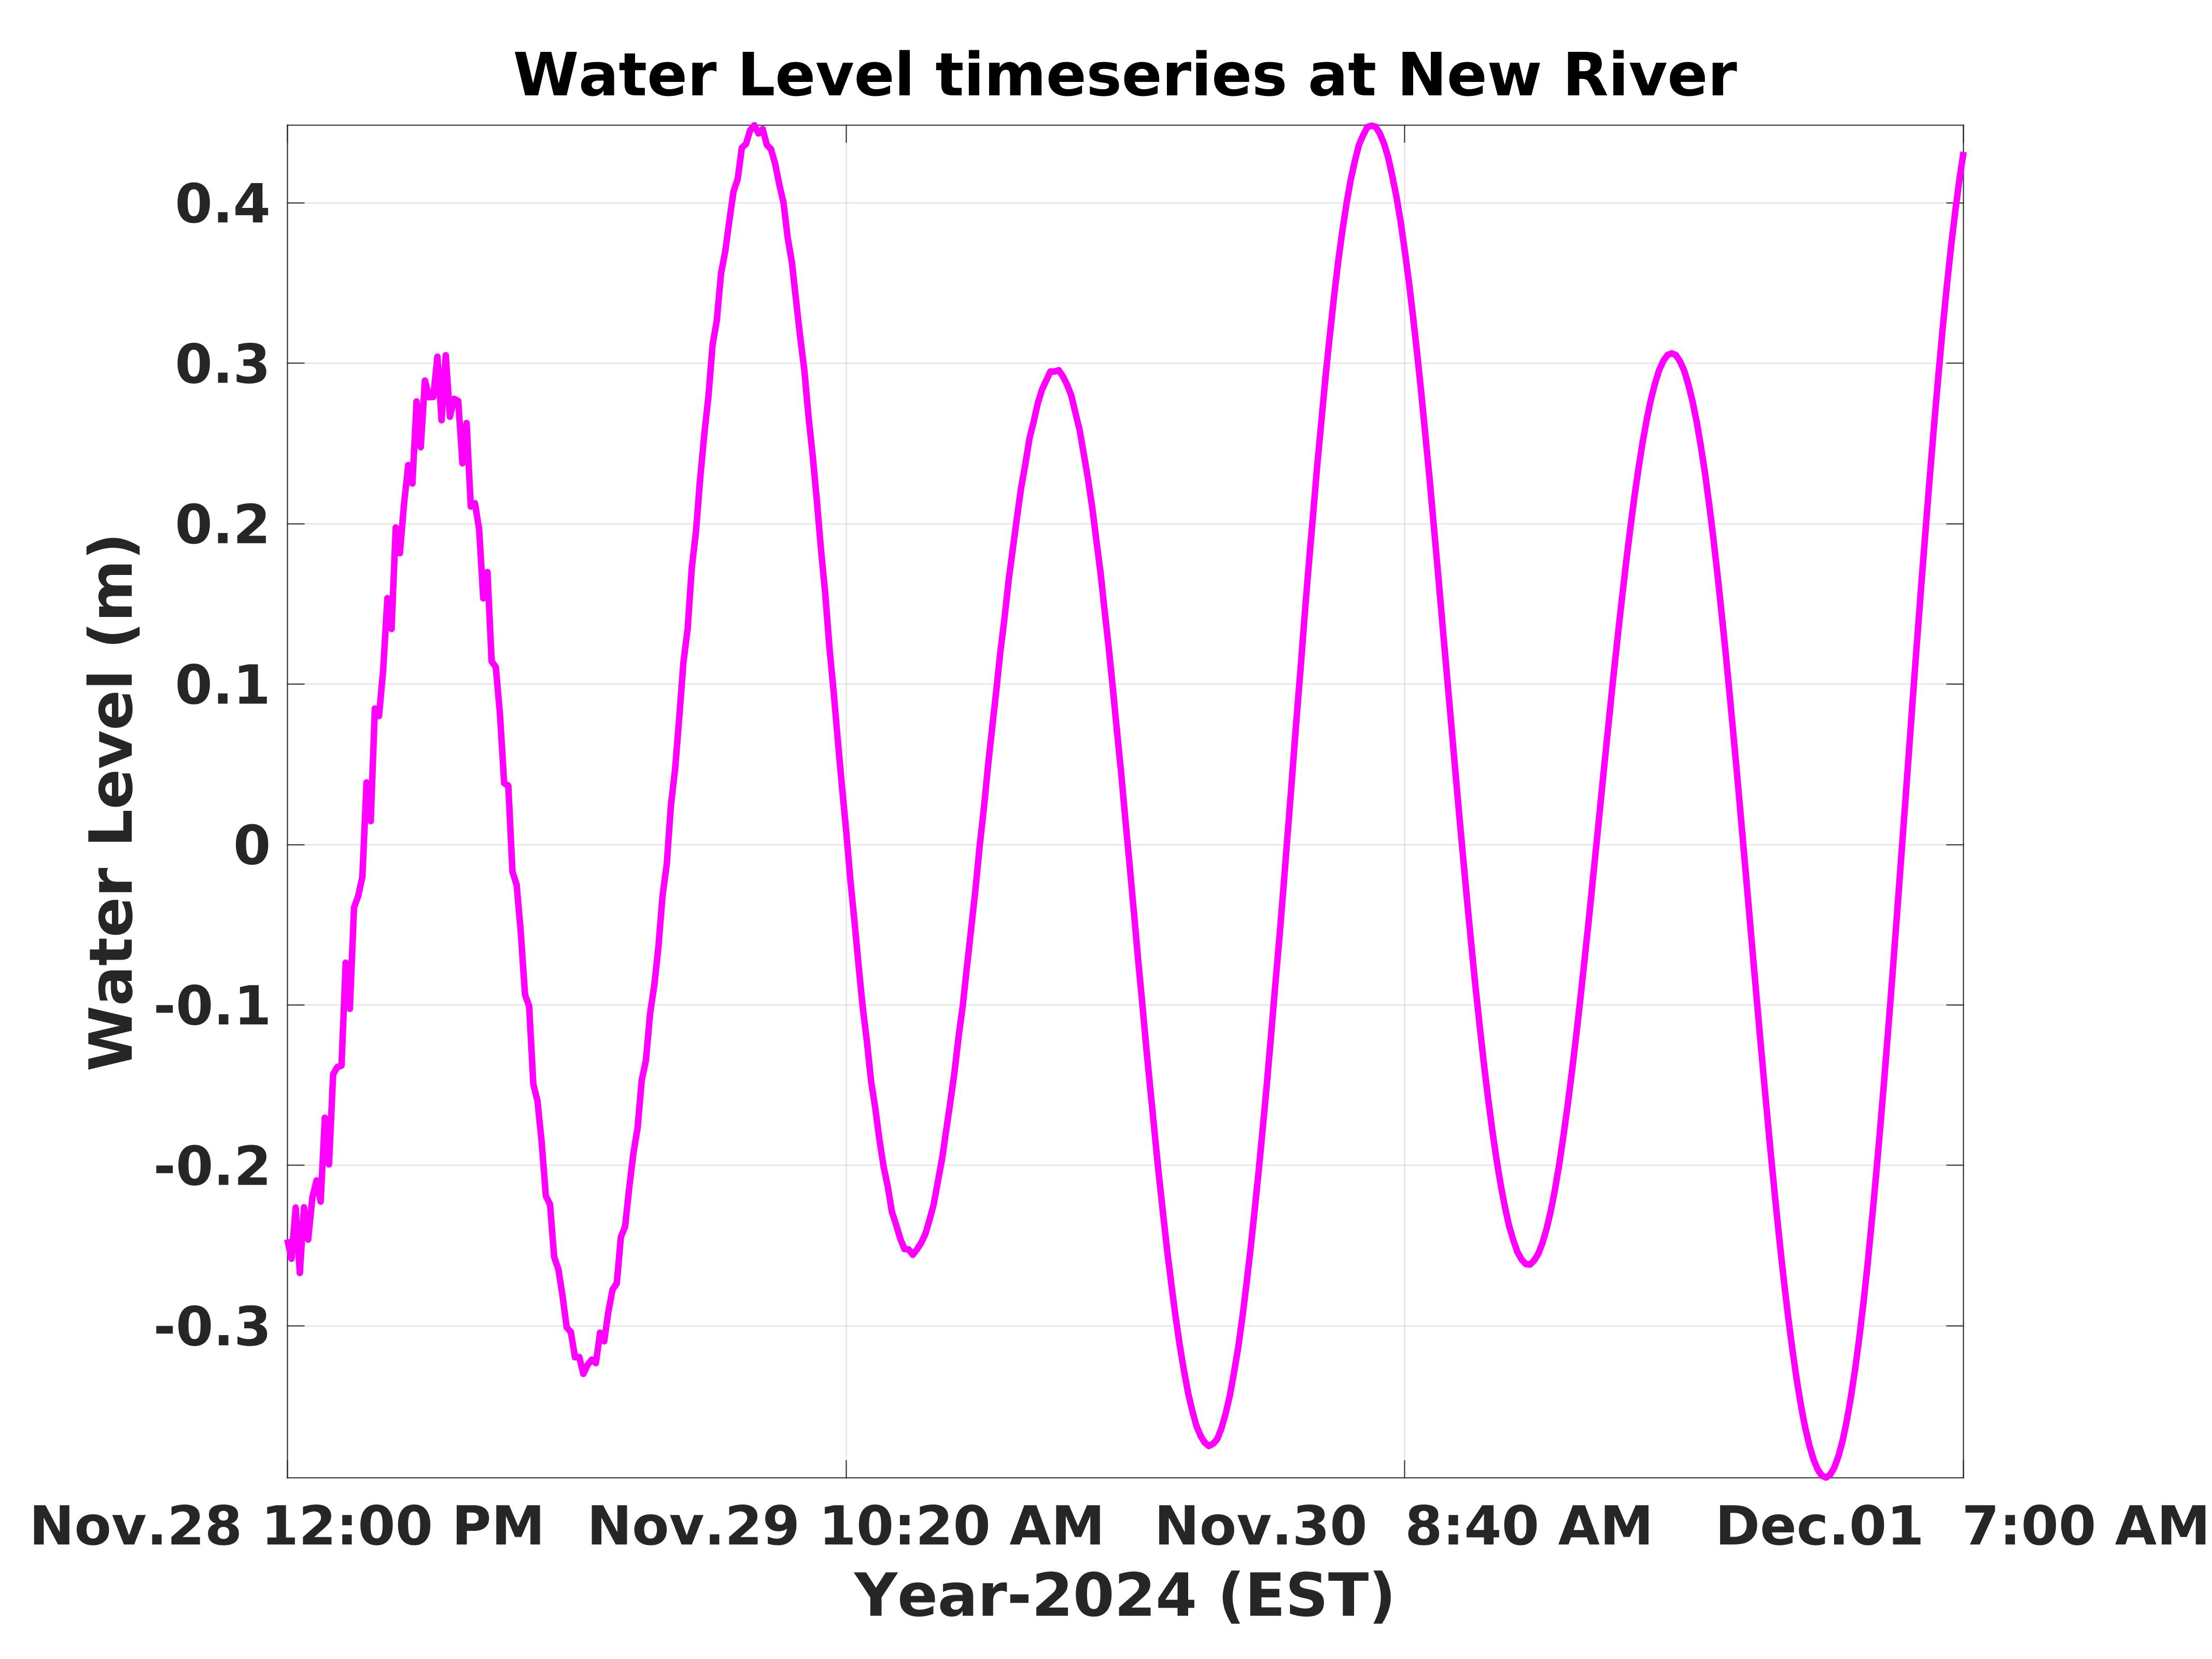 Water Level timeseries at New River
Water Level (m)
0.4
0.3
0.2
0.1
0
-0.1
-0.2
-0.3
Nov.28 12:00 PM Nov.29 10:20 AM Nov.30 8:40 AM Dec.01 7:00 AM
Year-2024 (EST)